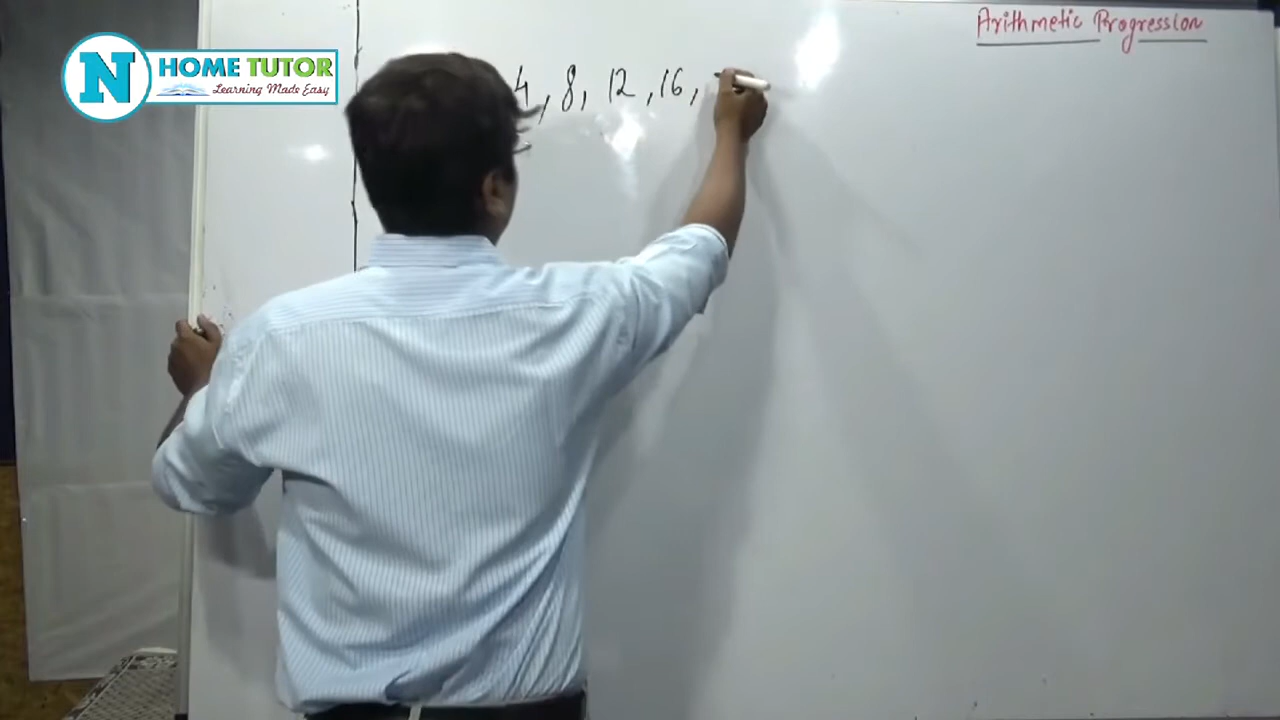 Arithmetic Progression
N HOME TUTOR
Learning Made Easy
4, 8, 12, 16,